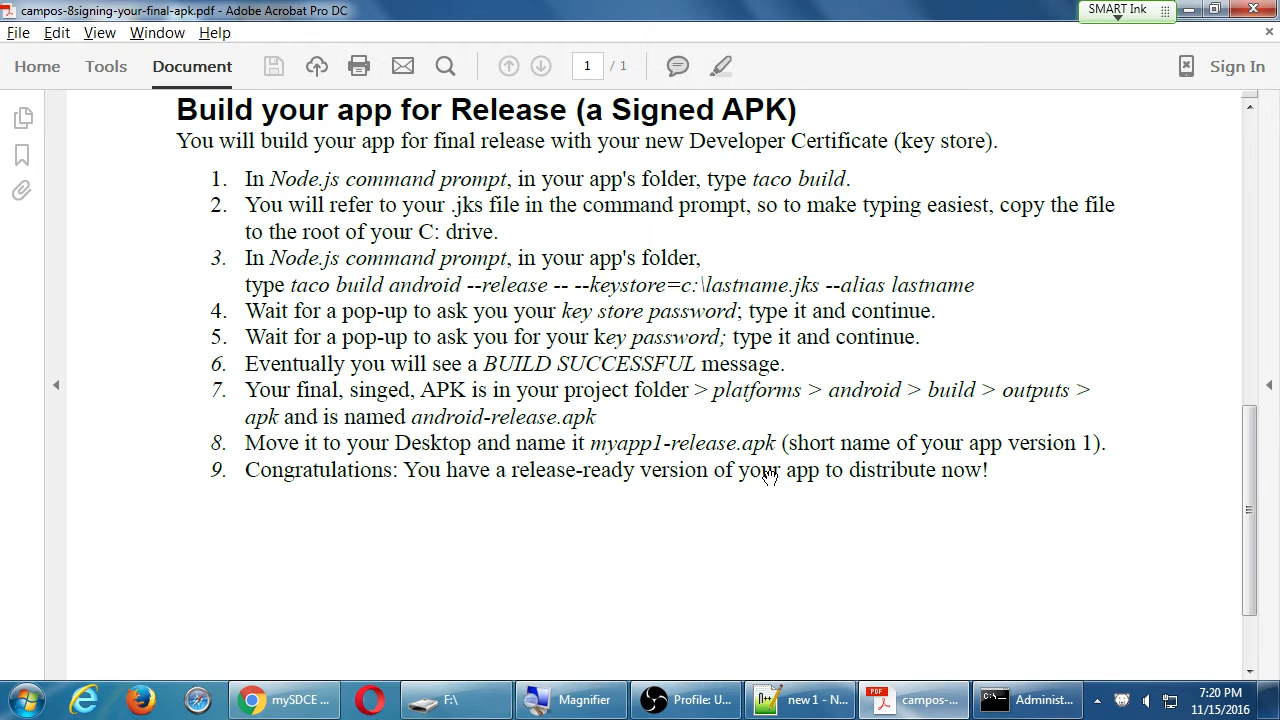 campos-8signing-your-final-apk.pdf - Adobe Acrobat Pro DC
SMART Ink
File Edit View Window Help
Home Tools Document 1 / 1 Sign In
Build your app for Release (a Signed APK)
You will build your app for final release with your new Developer Certificate (key store).
1. In Node.js command prompt, in your app's folder, type taco build.
2. You will refer to your .jks file in the command prompt, so to make typing easiest, copy the file
to the root of your C: drive.
3. In Node.js command prompt, in your app's folder,
type taco build android --release -- --keystore=c:\lastname.jks --alias lastname
4. Wait for a pop-up to ask you your key store password; type it and continue.
5. Wait for a pop-up to ask you for your key password; type it and continue.
6. Eventually you will see a BUILD SUCCESSFUL message.
7. Your final, singed, APK is in your project folder > platforms > android > build > outputs >
apk and is named android-release.apk
8. Move it to your Desktop and name it myapp1-release.apk (short name of your app version 1).
9. Congratulations: You have a release-ready version of your app to distribute now!
mySDCE ... F:\ Magnifier Profile: U... new 1 - N... PDF campos-... C:\ Administ... 7:20 PM
11/15/2016